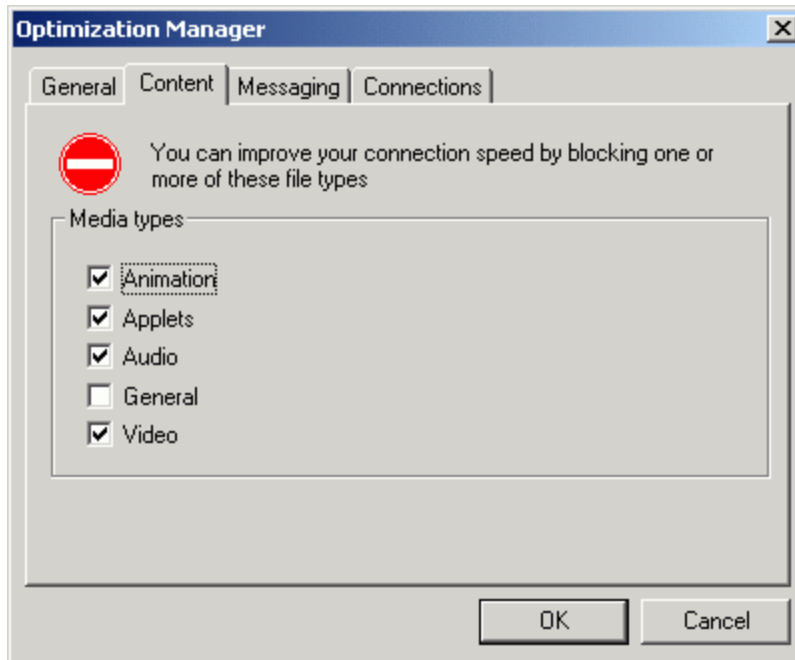 Optimization Manager
General Content Messaging Connections
You can improve your connection speed by blocking one or
more of these file types
Media types
Animation
Applets
Audio
General
Video
OK Cancel